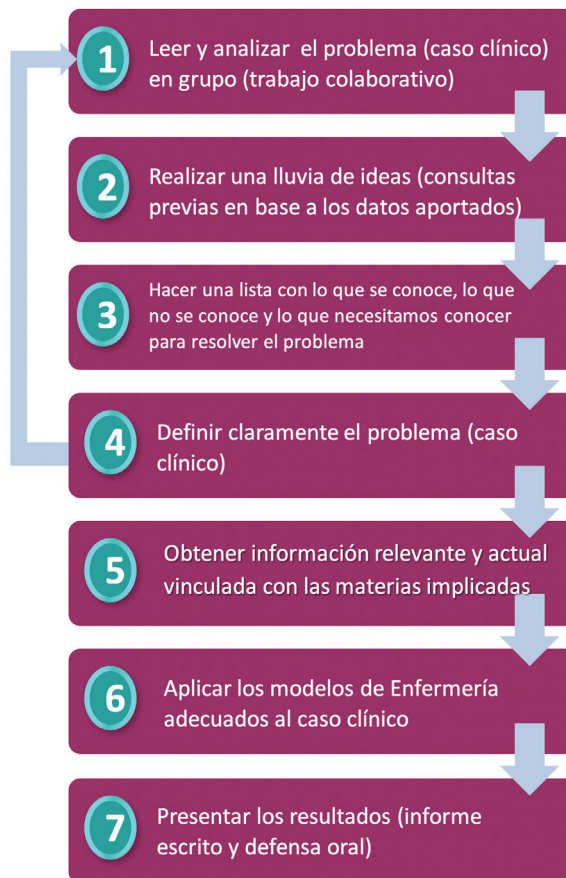 1
Leer y analizar el problema (caso clínico)
en grupo (trabajo colaborativo)
2
Realizar una lluvia de ideas (consultas
previas en base a los datos aportados)
3
Hacer una lista con lo que se conoce, lo que
no se conoce y lo que necesitamos conocer
para resolver el problema
4
Definir claramente el problema (caso
clínico)
5
Obtener información relevante y actual
vinculada con las materias implicadas
6
Aplicar los modelos de Enfermería
adecuados al caso clínico
7
Presentar los resultados (informe
escrito y defensa oral)